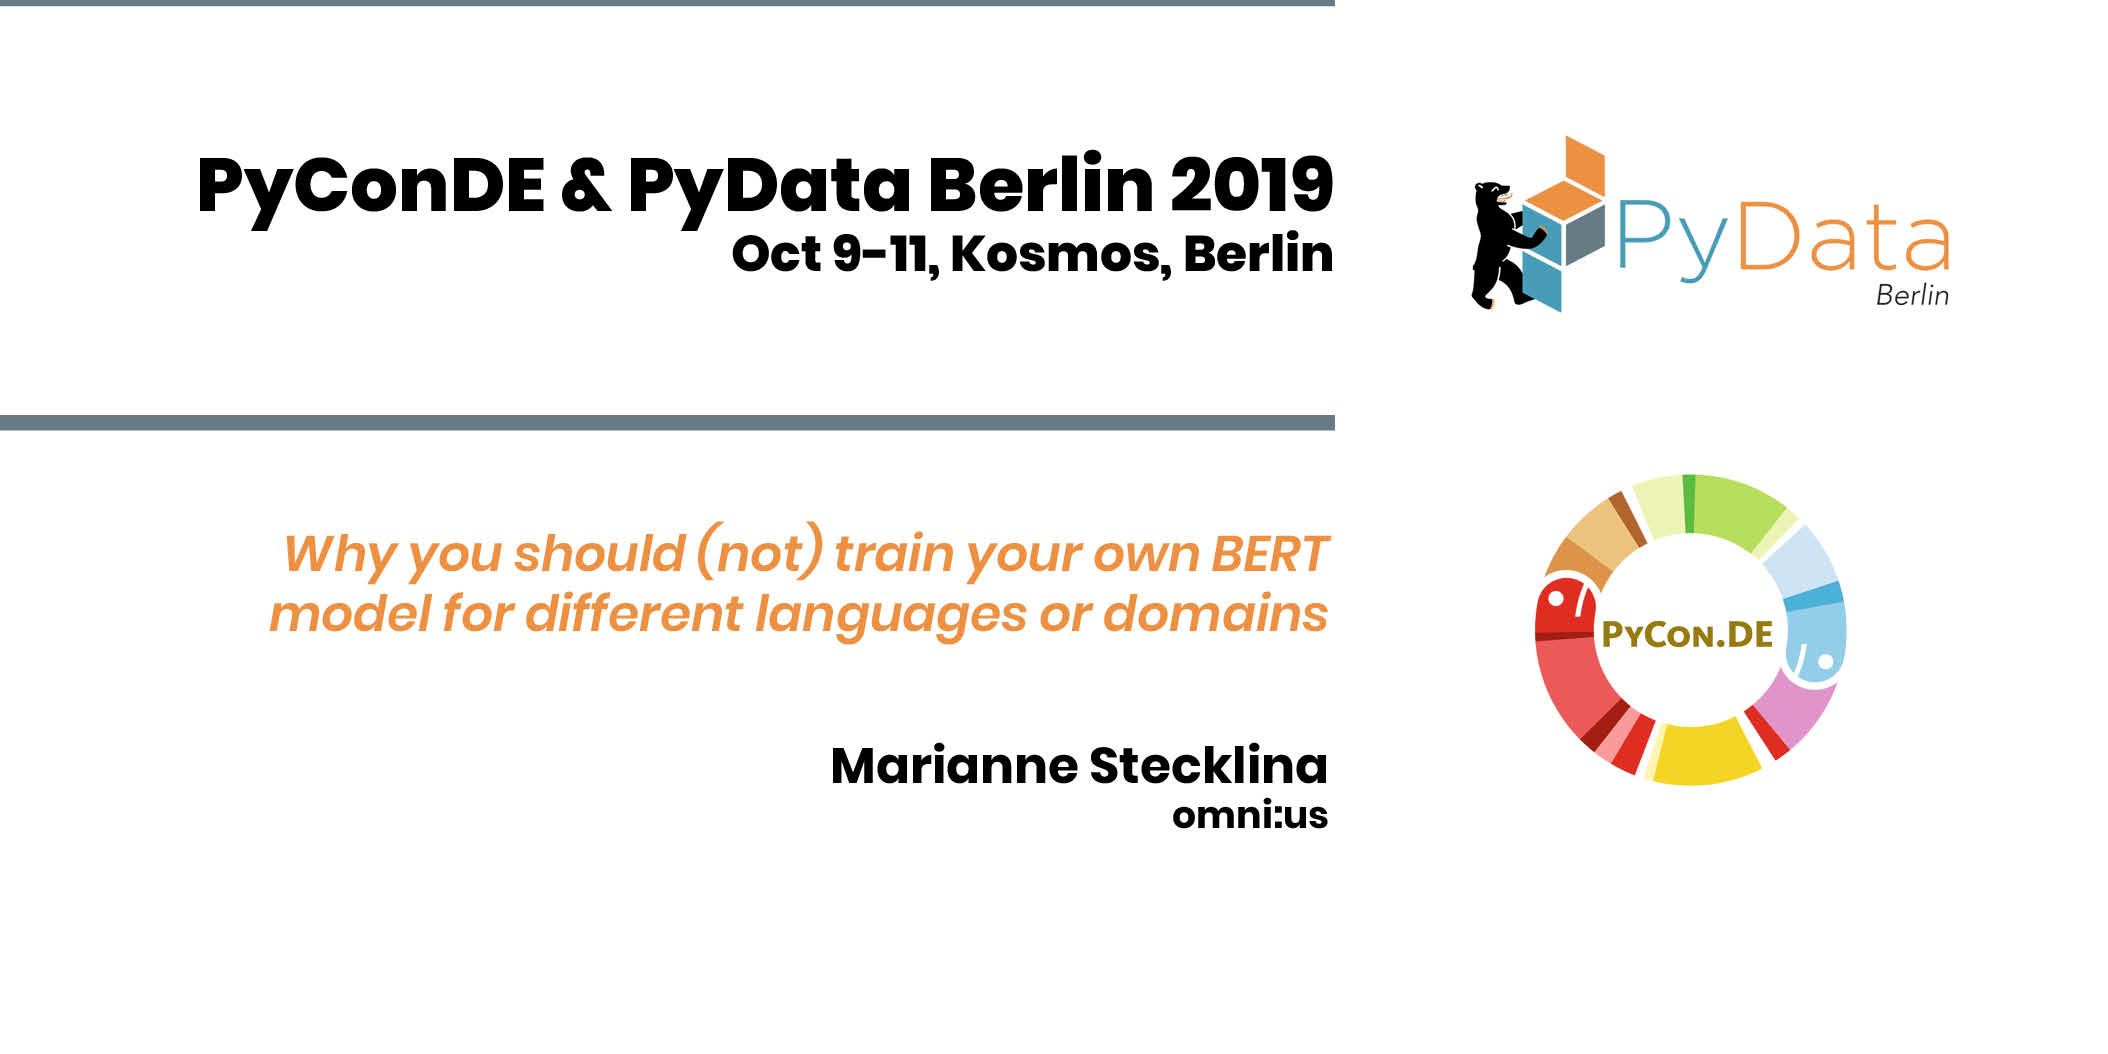 PyConDE & PyData Berlin 2019
Oct 9-11, Kosmos, Berlin
PyData
Berlin
Why you should (not) train your own BERT
model for different languages or domains
PyCon.DE
Marianne Stecklina
omni:us